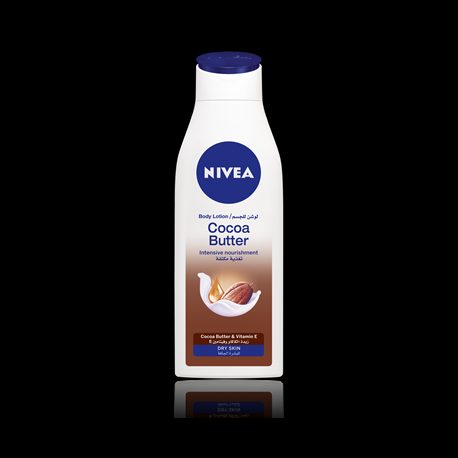 NIVEA
Body Lotion / لوشن للجسم
Cocoa
Butter
Intensive nourishment
تغذية مكثفة
Cocoa Butter & Vitamin E
زبدة الكاكاو وفيتامين E
DRY SKIN
للبشرة الجافة